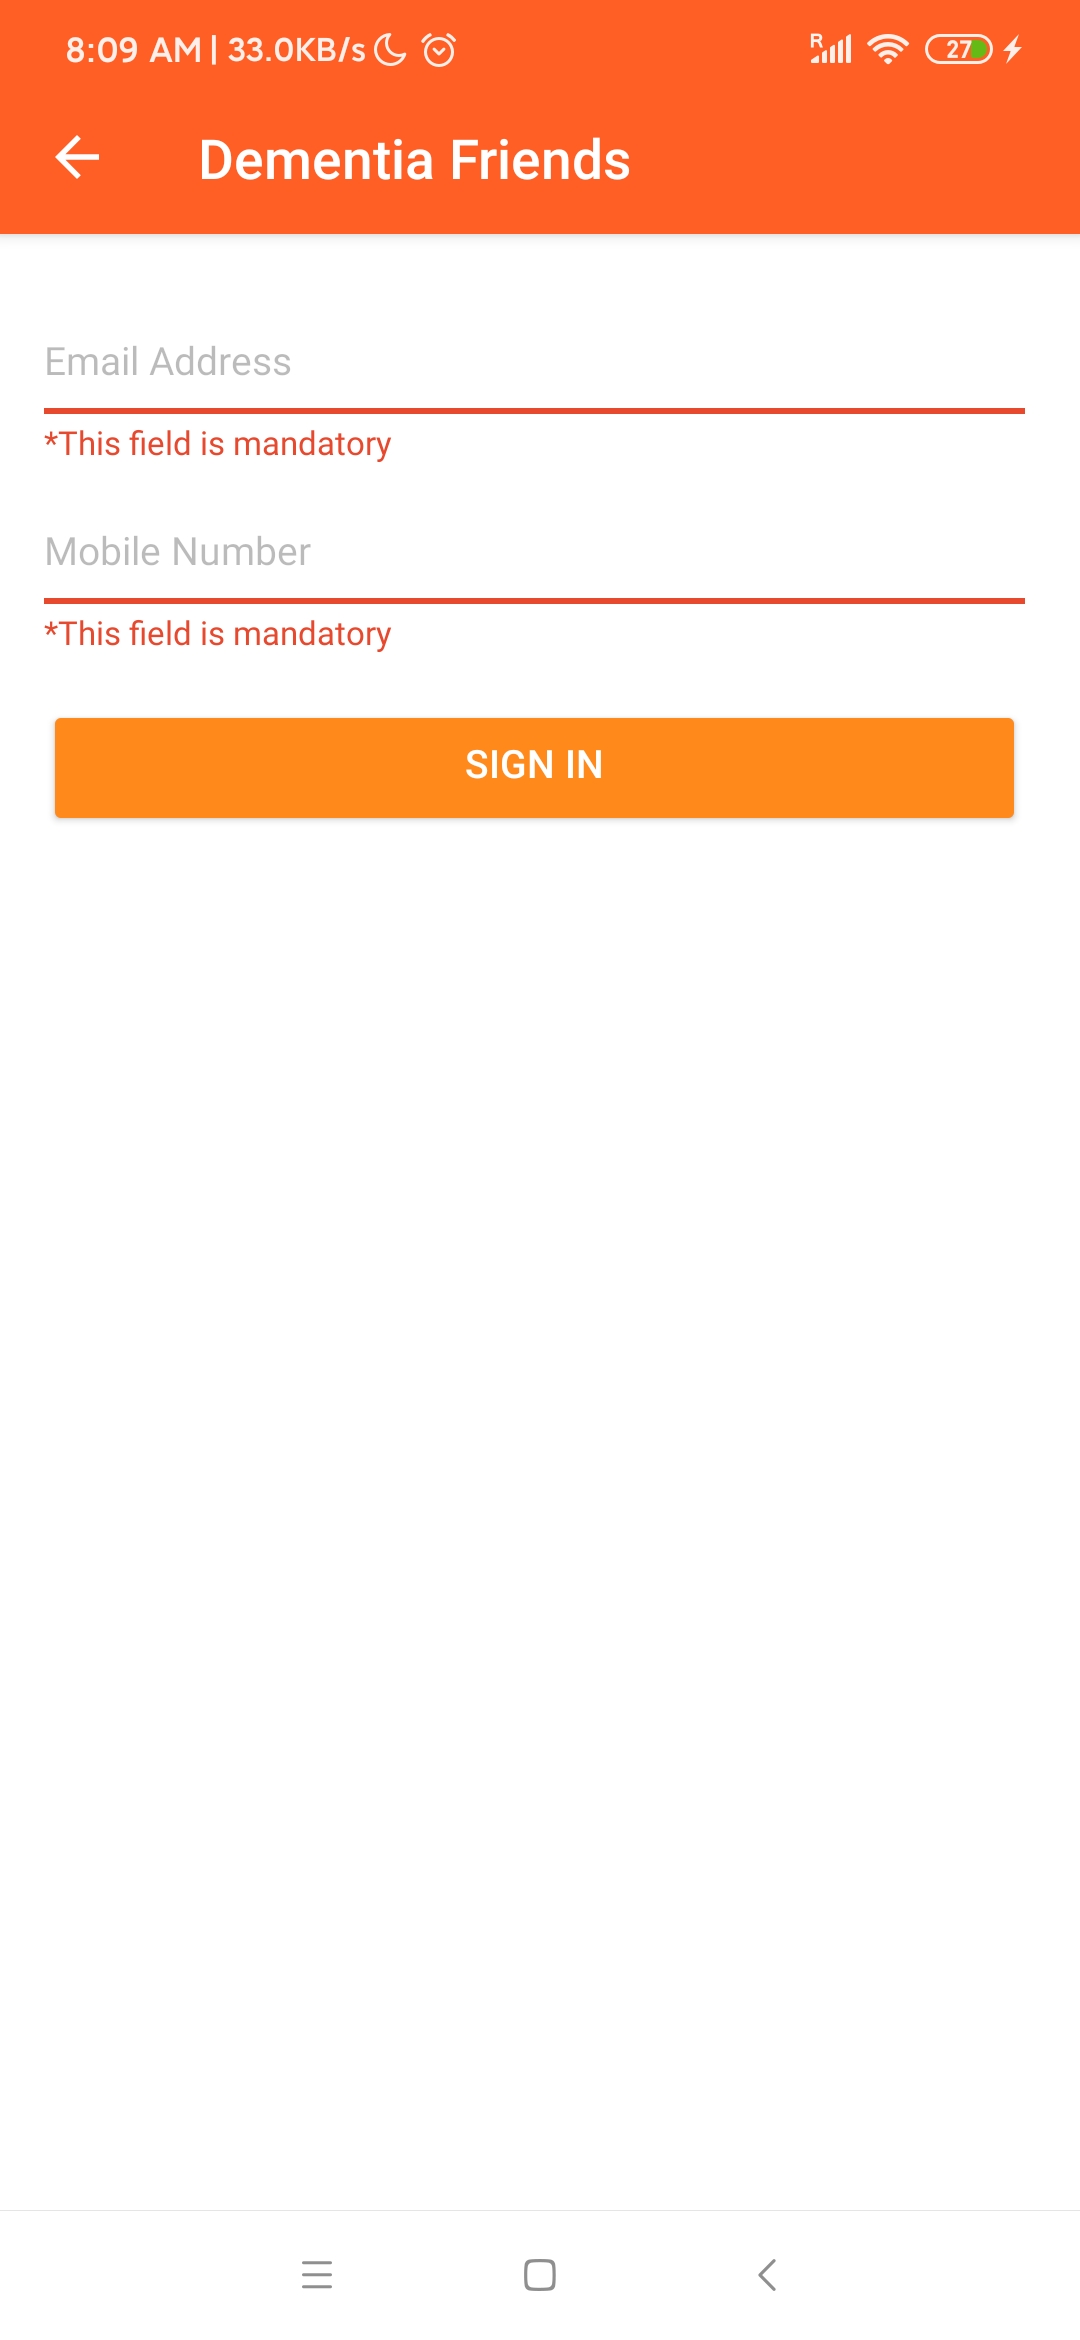 8:09 AM | 33.0KB/s R 27
Dementia Friends
Email Address
*This field is mandatory
Mobile Number
*This field is mandatory
SIGN IN